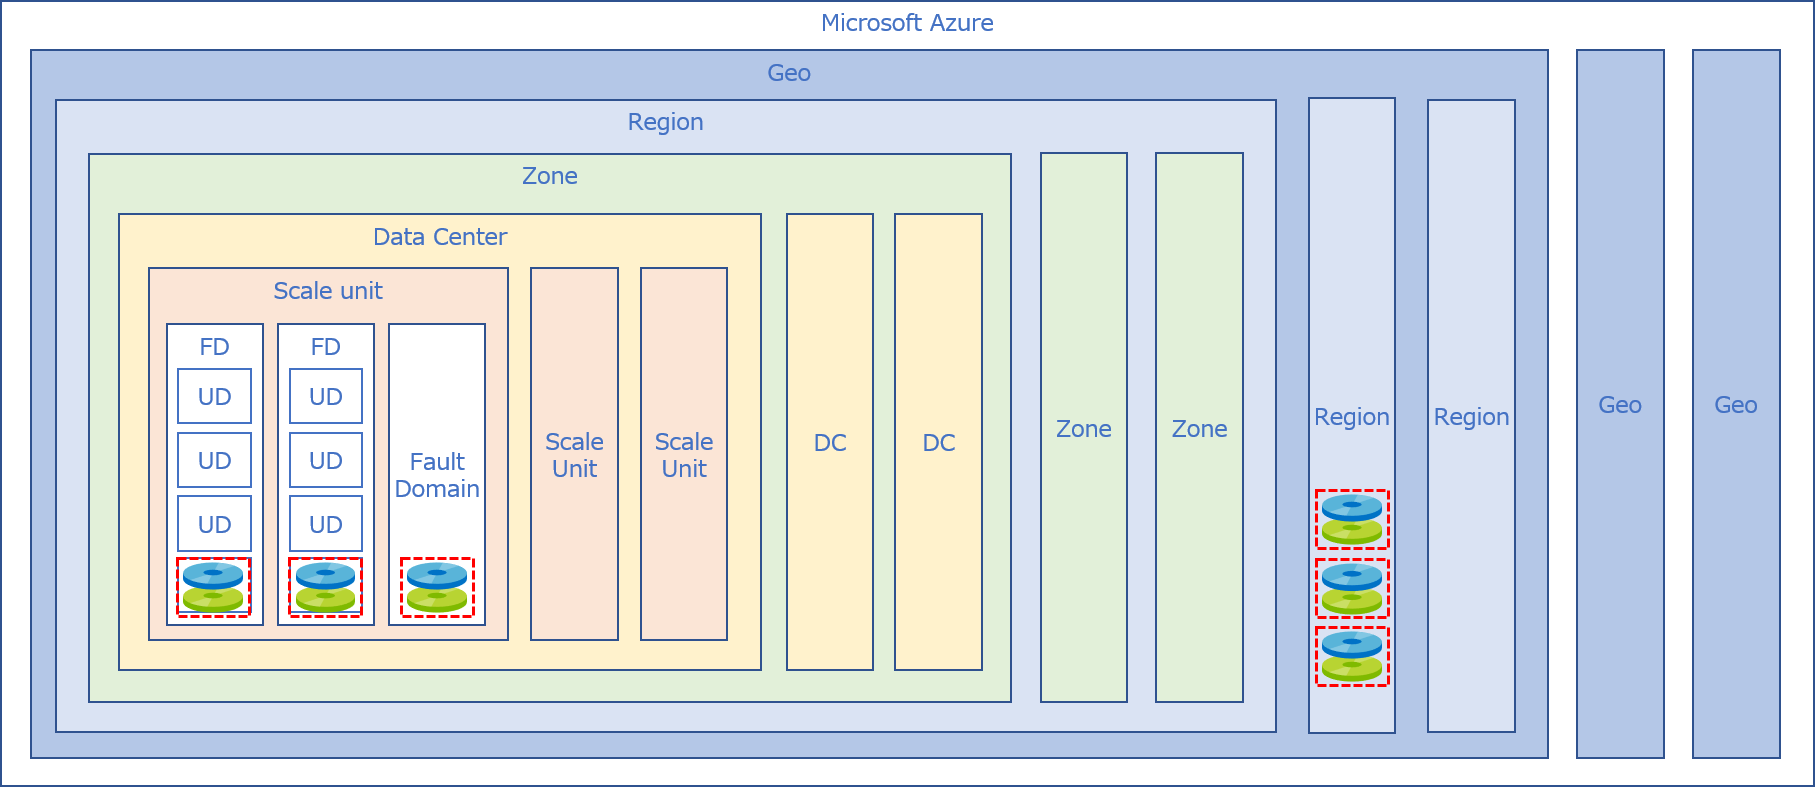 Microsoft Azure
Geo
Region
Zone
Data Center
Scale unit
FD
UD
UD
UD
FD
UD
UD
UD
Fault
Domain
Scale
Unit
Scale
Unit
DC
DC
Zone
Zone
Region
Region
Geo
Geo